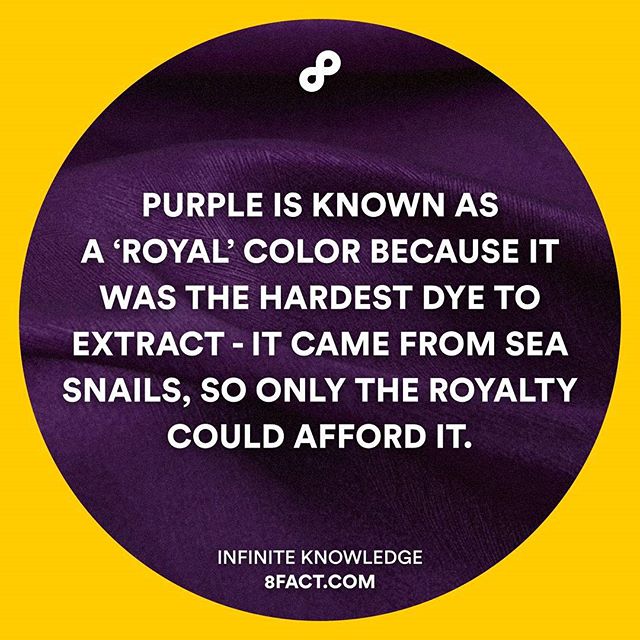 PURPLE IS KNOWN AS
A ‘ROYAL’ COLOR BECAUSE IT
WAS THE HARDEST DYE TO
EXTRACT - IT CAME FROM SEA
SNAILS, SO ONLY THE ROYALTY
COULD AFFORD IT.
INFINITE KNOWLEDGE
8FACT.COM